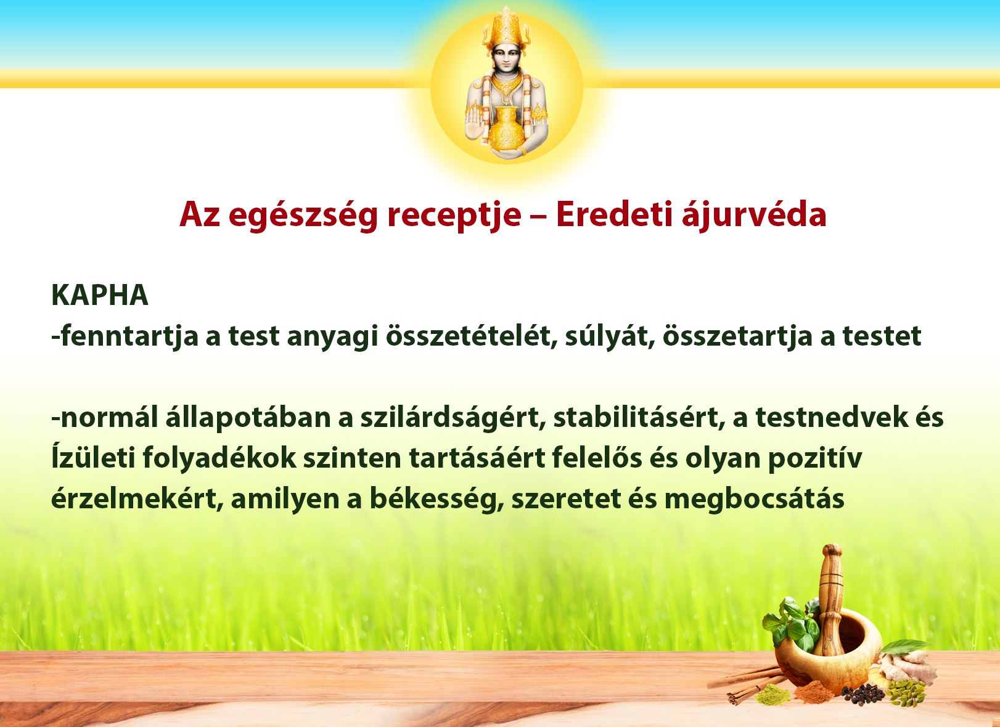 Az egészség receptje – Eredeti ájurvéda
KAPHA
-fenntartja a test anyagi összetételét, súlyát, összetartja a testet
-normál állapotában a szilárdságért, stabilitásért, a testnedvek és
Ízületi folyadékok szinten tartásáért felelős és olyan pozitív
érzelmekért, amilyen a békesség, szeretet és megbocsátás